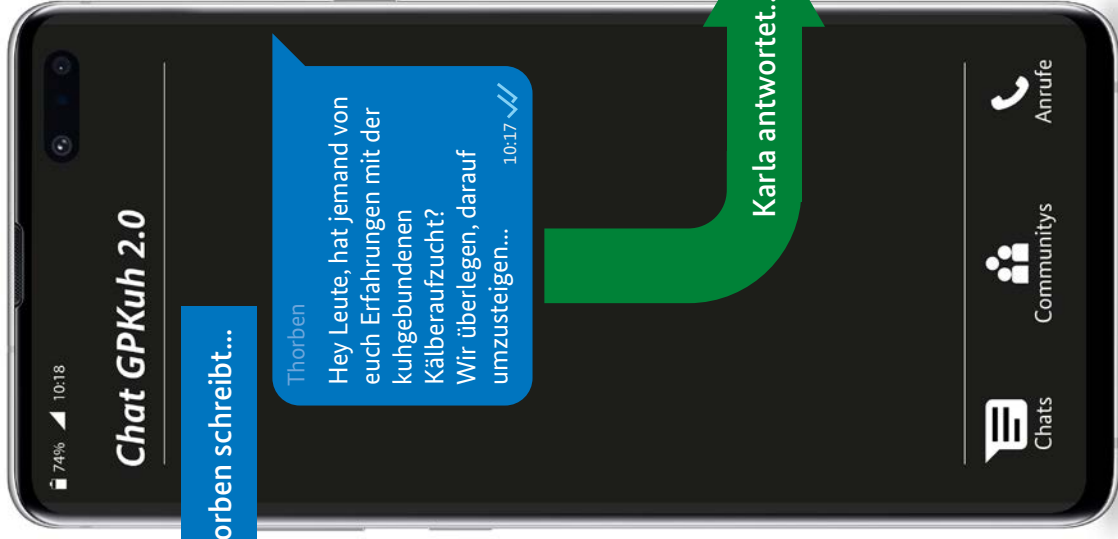 74% 10:18
Chat GPKuh 2.0
orben schreibt...
Thorben
Hey Leute, hat jemand von
euch Erfahrungen mit der
kuhgebundenen
Kälberaufzucht?
Wir überlegen, darauf
umzusteigen...
10:17
Karla antwortet..
Chats
Communitys
Anrufe